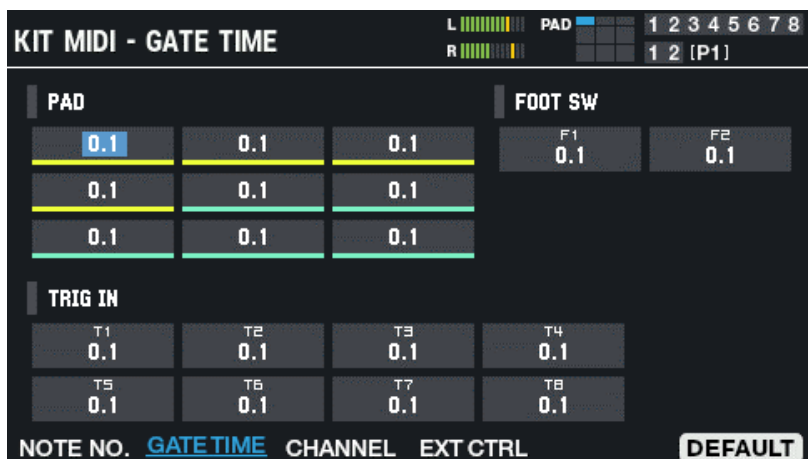 KIT MIDI - GATE TIME
L PAD 1 2 3 4 5 6 7 8
R 1 2 [P1]
PAD
0.1 0.1 0.1
0.1 0.1 0.1
0.1 0.1 0.1
FOOT SW
F1 F2
0.1 0.1
TRIG IN
T1 T2 T3 T4
0.1 0.1 0.1 0.1
T5 T6 T7 T8
0.1 0.1 0.1 0.1
NOTE NO. GATE TIME CHANNEL EXT CTRL DEFAULT